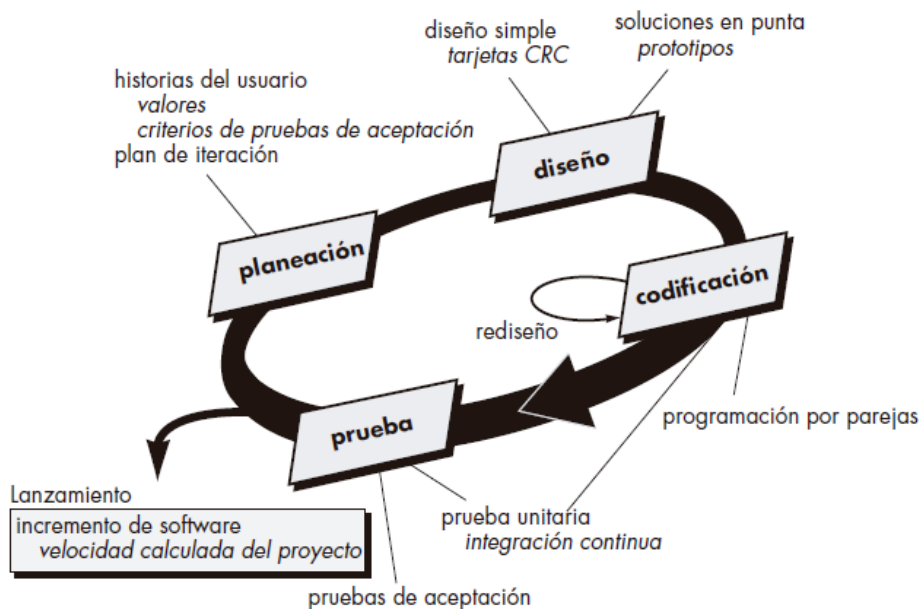 diseño simple
tarjetas CRC
soluciones en punta
prototipos
historias del usuario
valores
criterios de pruebas de aceptación
plan de iteración
diseño
planeación
codificación
rediseño
programación por parejas
prueba
Lanzamiento
incremento de software
velocidad calculada del proyecto
prueba unitaria
integración continua
pruebas de aceptación